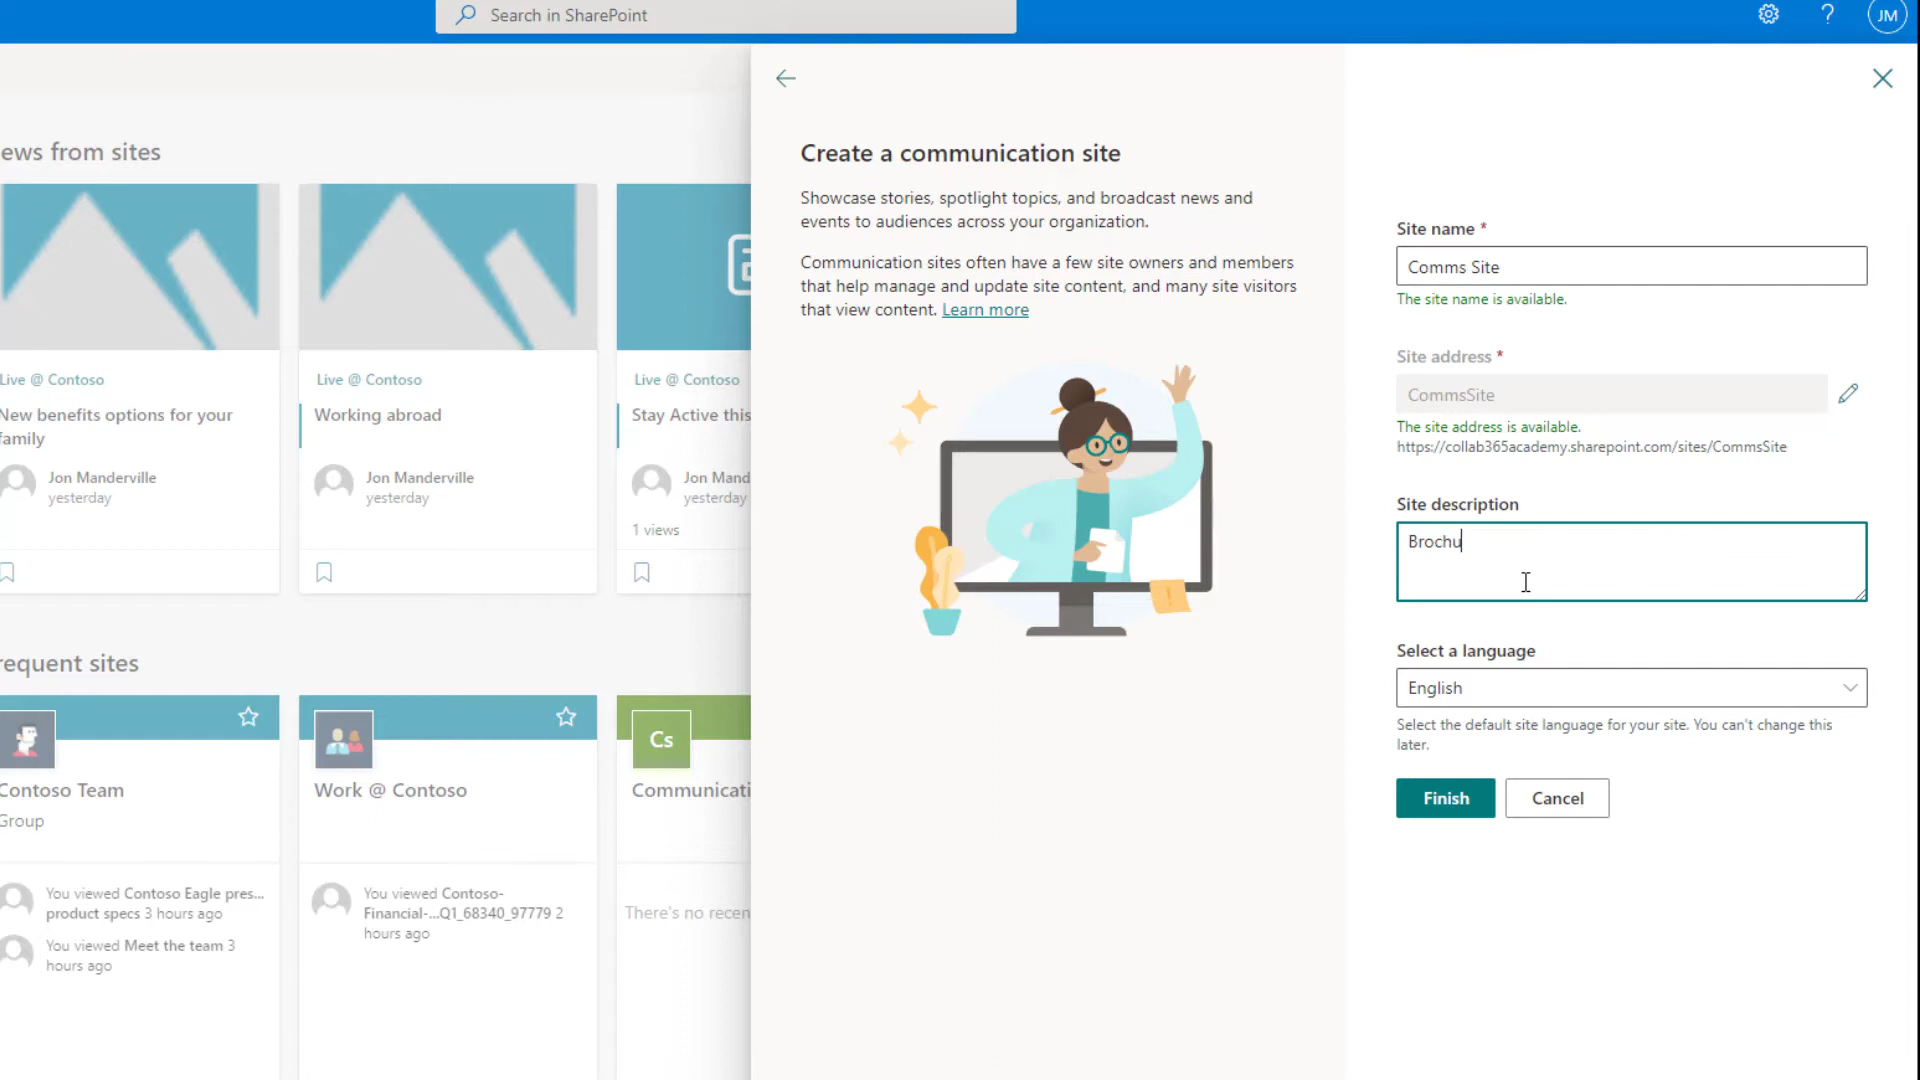 Search in SharePoint
?
JM
ews from sites
Live @ Contoso
New benefits options for your
family
Jon Manderville
yesterday
Live @ Contoso
Working abroad
Jon Manderville
yesterday
Live @ Contoso
Stay Active this
Jon Mand
yesterday
1 views
requent sites
Contoso Team
Group
You viewed Contoso Eagle pres...
product specs 3 hours ago
You viewed Meet the team 3
hours ago
Work @ Contoso
You viewed Contoso-
Financial-...Q1_68340_97779 2
hours ago
Cs
Communicati
There's no recen
Create a communication site
Showcase stories, spotlight topics, and broadcast news and
events to audiences across your organization.
Communication sites often have a few site owners and members
that help manage and update site content, and many site visitors
that view content. Learn more
Site name *
Comms Site
The site name is available.
Site address *
CommsSite
The site address is available.
https://collab365academy.sharepoint.com/sites/CommsSite
Site description
Brochu
Select a language
English
Select the default site language for your site. You can't change this
later.
Finish
Cancel